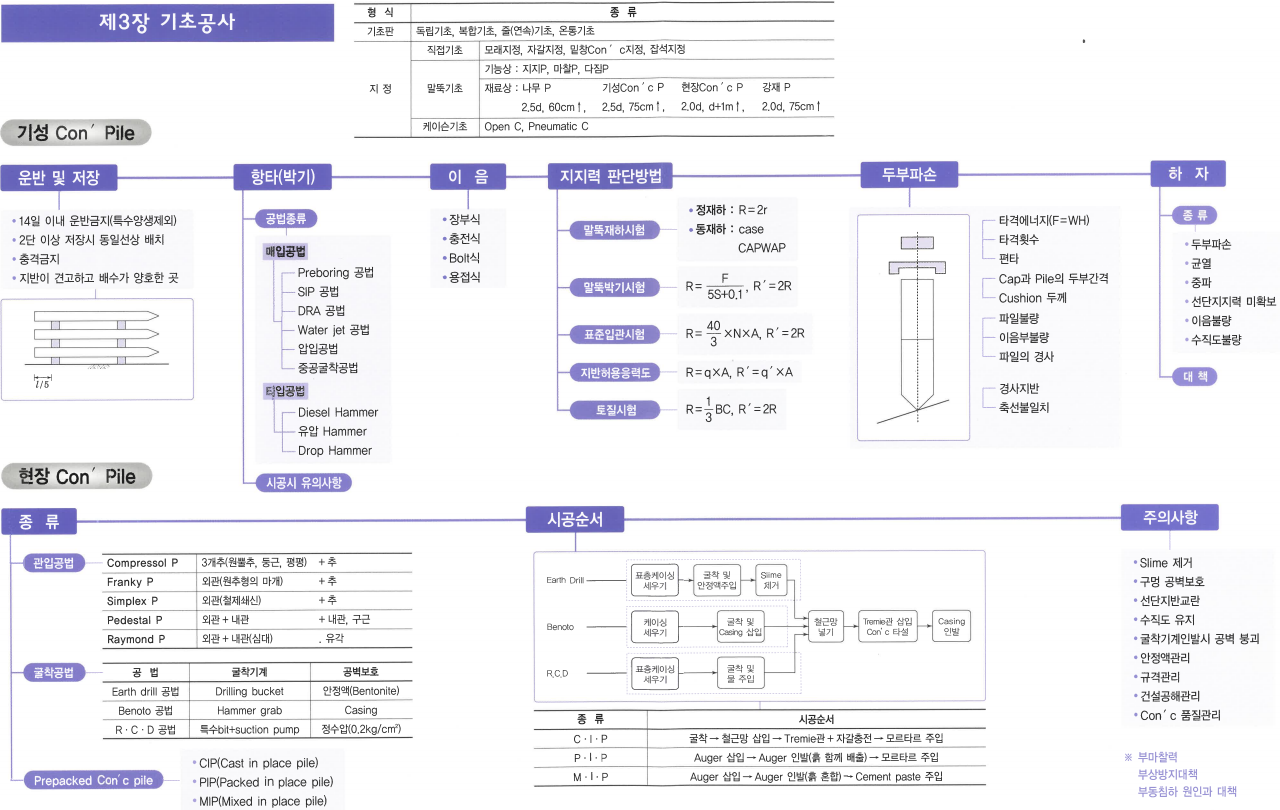 제3장 기초공사
형 식 종 류
기초판 독립기초, 복합기초, 줄(연속)기초, 온통기초
지 정 직접기초 모래지정, 자갈지정, 밑창Con´c지정, 잡석지정
말뚝기초 기능상 : 지지P, 마찰P, 다짐P
재료상 : 나무 P 기성Con´c P 현장Con´c P 강재 P
2.5d, 60cm↑, 2.5d, 75cm↑, 2.0d, d+1m↑, 2.0d, 75cm↑
케이슨기초 Open C, Pneumatic C
기성 Con´ Pile
운반 및 저장
• 14일 이내 운반금지(특수양생제외)
• 2단 이상 저장시 동일선상 배치
• 충격금지
• 지반이 견고하고 배수가 양호한 곳
l/5
항타(박기)
공법종류
매입공법
Preboring 공법
SIP 공법
DRA 공법
Water jet 공법
압입공법
중공굴착공법
타입공법
Diesel Hammer
유압 Hammer
Drop Hammer
시공시 유의사항
이 음
• 장부식
• 충전식
• Bolt식
• 용접식
지지력 판단방법
말뚝재하시험
• 정재하 : R=2r
• 동재하 : case
CAPWAP
말뚝박기시험 R= F/5S+0.1, R´=2R
표준입관시험 R= 40/3 ×N×A, R´=2R
지반허용응력도 R=q×A, R´=q´×A
토질시험 R= 1/3 BC, R´=2R
두부파손
타격에너지(F=WH)
타격횟수
편타
Cap과 Pile의 두부간격
Cushion 두께
파일불량
이음부불량
파일의 경사
경사지반
축선불일치
하 자
종 류
• 두부파손
• 균열
• 중파
• 선단지지력 미확보
• 이음불량
• 수직도불량
대 책
현장 Con´ Pile
종 류
관입공법
Compressol P 3개추(원뿔추, 둥근, 평평) + 추
Franky P 외관(원추형의 마개) + 추
Simplex P 외관(철제쇄신) + 추
Pedestal P 외관 + 내관 + 내관, 구근
Raymond P 외관 + 내관(심대) , 유각
굴착공법
공 법 굴착기계 공벽보호
Earth drill 공법 Drilling bucket 안정액(Bentonite)
Benoto 공법 Hammer grab Casing
R · C · D 공법 특수bit+suction pump 정수압(0.2kg/cm²)
Prepacked Con´c pile
• CIP(Cast in place pile)
• PIP(Packed in place pile)
• MIP(Mixed in place pile)
시공순서
Earth Drill 표층케이싱 세우기 굴착 및 안정액주입 Slime 제거
Benoto 케이싱 세우기 굴착 및 Casing 삽입 철근망 넣기 Tremie관 삽입 Con´c 타설 Casing 인발
R.C.D 표층케이싱 세우기 굴착 및 물 주입
종 류 시공순서
C · I · P 굴착 → 철근망 삽입 → Tremie관 + 자갈충전 → 모르타르 주입
P · I · P Auger 삽입 → Auger 인발(흙 함께 배출) → 모르타르 주입
M · I · P Auger 삽입 → Auger 인발(흙 혼합) → Cement paste 주입
주의사항
• Slime 제거
• 구멍 공벽보호
• 선단지반교란
• 수직도 유지
• 굴착기계인발시 공벽 붕괴
• 안정액관리
• 규격관리
• 건설공해관리
• Con´c 품질관리
※ 부마찰력
부상방지대책
부동침하 원인과 대책